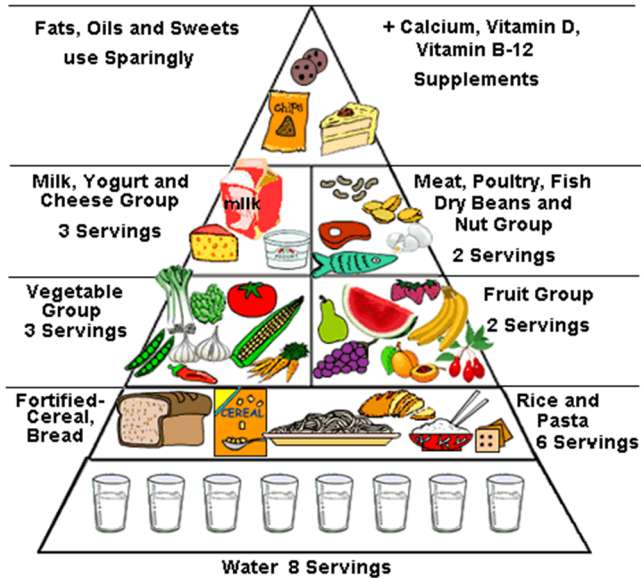 Fats, Oils and Sweets
use Sparingly
+ Calcium, Vitamin D,
Vitamin B-12
Supplements
chips
Milk, Yogurt and
Cheese Group
3 Servings
milk
YOGURT
Meat, Poultry, Fish
Dry Beans and
Nut Group
2 Servings
Vegetable
Group
3 Servings
Fruit Group
2 Servings
Fortified-
Cereal,
Bread
CEREAL
Rice and
Pasta
6 Servings
Water 8 Servings